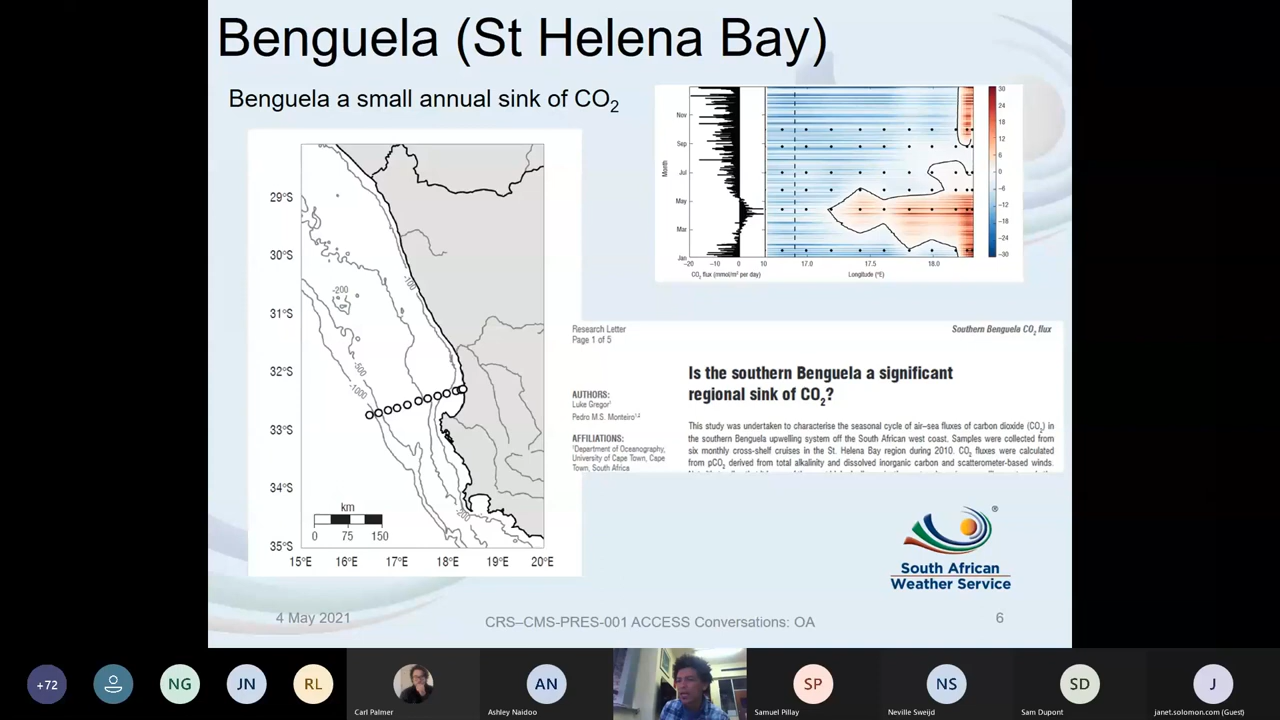 Benguela (St Helena Bay)
Benguela a small annual sink of CO2
29°S
30°S
31°S
32°S
33°S
34°S
35°S
15°E 16°E 17°E 18°E 19°E 20°E
-100
-200
-500
-1000
-200
km
0 75 150
Month
Nov
Sep
Jul
May
Mar
Jan
-20 -10 0 10
CO2 flux (mmol/m² per day)
17.0 17.5 18.0
Longitude (°E)
30
24
18
12
6
0
−6
−12
−18
−24
−30
Research Letter
Page 1 of 5
Southern Benguela CO2 flux
Is the southern Benguela a significant
regional sink of CO2?
AUTHORS:
Luke Gregor¹
Pedro M.S. Monteiro¹,²
AFFILIATIONS:
¹Department of Oceanography,
University of Cape Town, Cape
Town, South Africa
This study was undertaken to characterise the seasonal cycle of air–sea fluxes of carbon dioxide (CO2) in
the southern Benguela upwelling system off the South African west coast. Samples were collected from
six monthly cross-shelf cruises in the St. Helena Bay region during 2010. CO2 fluxes were calculated
from pCO2 derived from total alkalinity and dissolved inorganic carbon and scatterometer-based winds.
®
South African
Weather Service
4 May 2021
CRS–CMS-PRES-001 ACCESS Conversations: OA
6
+72
NG
JN
RL
Carl Palmer
AN
Ashley Naidoo
SP
Samuel Pillay
NS
Neville Sweijd
SD
Sam Dupont
J
janet.solomon.com (Guest)